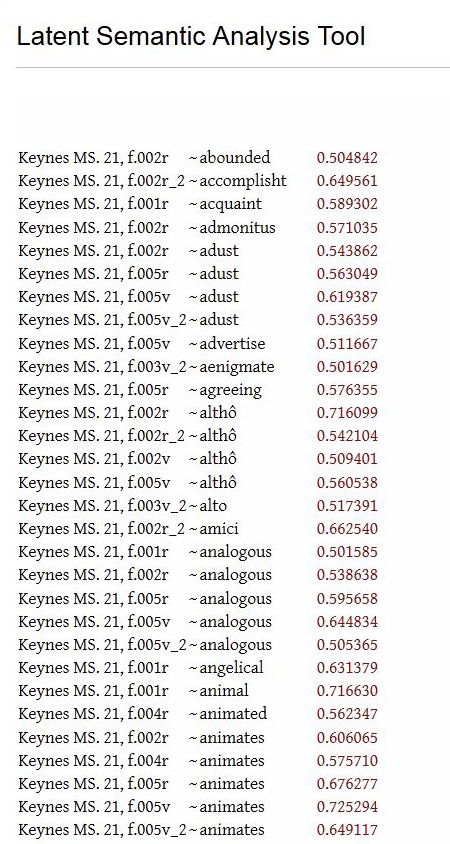 Latent Semantic Analysis Tool
Keynes MS. 21, f.002r ~abounded 0.504842
Keynes MS. 21, f.002r_2 ~accomplisht 0.649561
Keynes MS. 21, f.001r ~acquaint 0.589302
Keynes MS. 21, f.002r ~admonitus 0.571035
Keynes MS. 21, f.002r ~adust 0.543862
Keynes MS. 21, f.005r ~adust 0.563049
Keynes MS. 21, f.005v ~adust 0.619387
Keynes MS. 21, f.005v_2 ~adust 0.536359
Keynes MS. 21, f.005v ~advertise 0.511667
Keynes MS. 21, f.003v_2 ~aenigmate 0.501629
Keynes MS. 21, f.005r ~agreeing 0.576355
Keynes MS. 21, f.002r ~althô 0.716099
Keynes MS. 21, f.002r_2 ~althô 0.542104
Keynes MS. 21, f.002v ~althô 0.509401
Keynes MS. 21, f.005v ~althô 0.560538
Keynes MS. 21, f.003v_2 ~alto 0.517391
Keynes MS. 21, f.002r_2 ~amici 0.662540
Keynes MS. 21, f.001r ~analogous 0.501585
Keynes MS. 21, f.002r ~analogous 0.538638
Keynes MS. 21, f.005r ~analogous 0.595658
Keynes MS. 21, f.005v ~analogous 0.644834
Keynes MS. 21, f.005v_2 ~analogous 0.505365
Keynes MS. 21, f.001r ~angelical 0.631379
Keynes MS. 21, f.001r ~animal 0.716630
Keynes MS. 21, f.004r ~animated 0.562347
Keynes MS. 21, f.002r ~animates 0.606065
Keynes MS. 21, f.004r ~animates 0.575710
Keynes MS. 21, f.005r ~animates 0.676277
Keynes MS. 21, f.005v ~animates 0.725294
Keynes MS. 21, f.005v_2 ~animates 0.649117